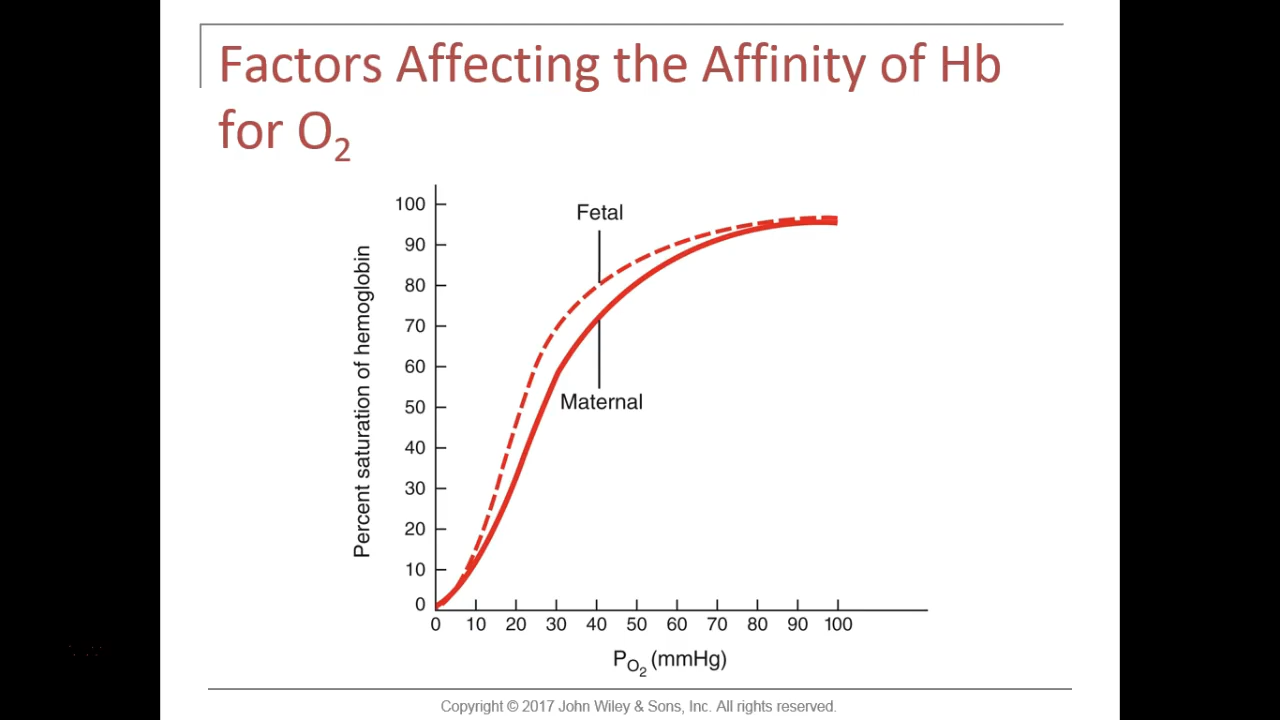 Factors Affecting the Affinity of Hb
for O₂
Fetal
Maternal
Percent saturation of hemoglobin
100
90
80
70
60
50
40
30
20
10
0
0 10 20 30 40 50 60 70 80 90 100
P O₂ (mmHg)
Copyright © 2017 John Wiley & Sons, Inc. All rights reserved.